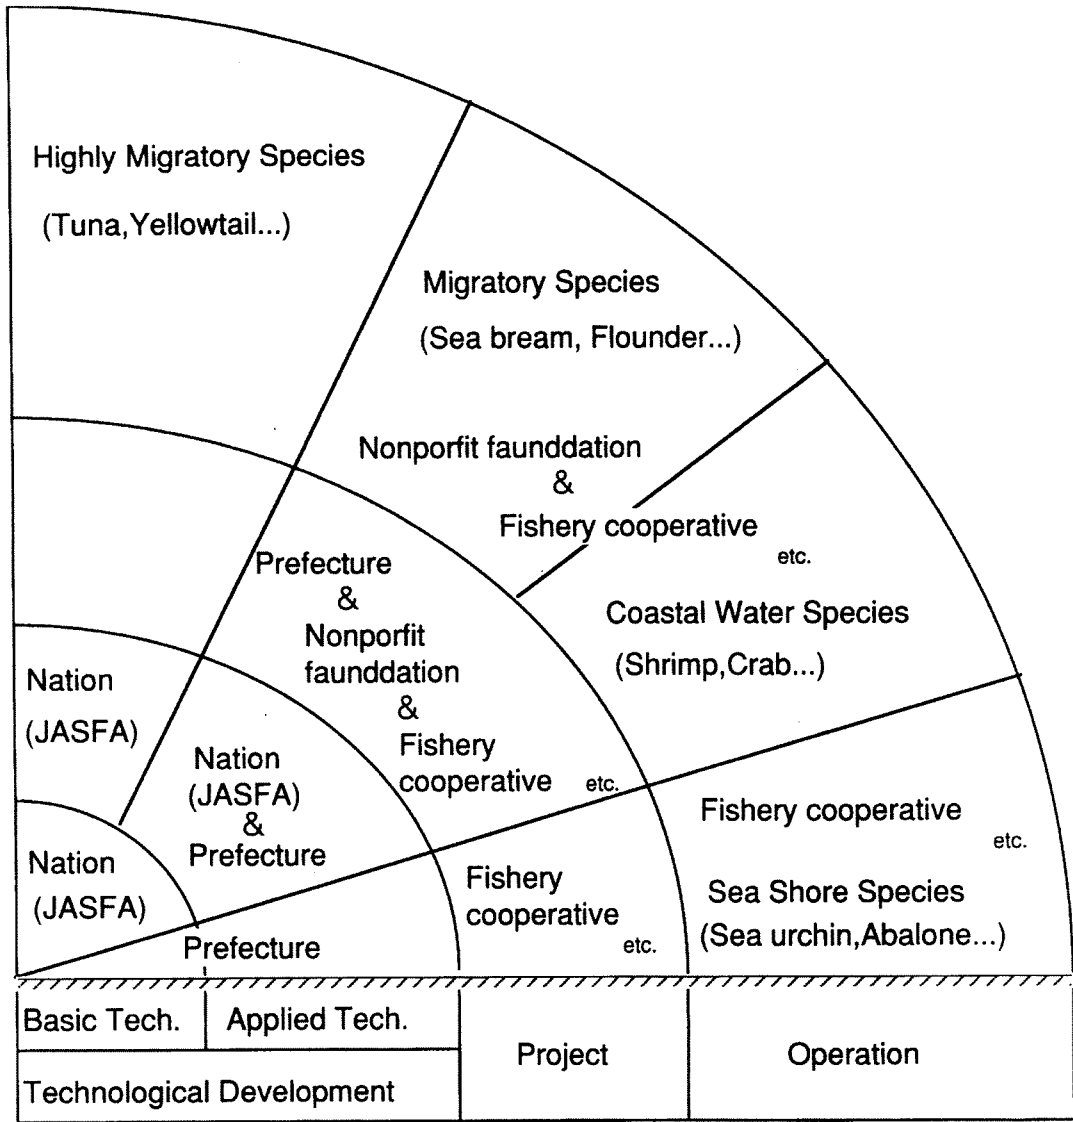 Highly Migratory Species
(Tuna,Yellowtail...)
Migratory Species
(Sea bream, Flounder...)
Nonporfit faunddation
&
Fishery cooperative
etc.
Prefecture
&
Nonporfit
faunddation
&
Fishery
cooperative
etc.
Coastal Water Species
(Shrimp,Crab...)
Nation
(JASFA)
Nation
(JASFA)
&
Prefecture
Nation
(JASFA)
Prefecture
Fishery
cooperative
etc.
Fishery cooperative
etc.
Sea Shore Species
(Sea urchin,Abalone...)
Basic Tech.
Applied Tech.
Technological Development
Project
Operation